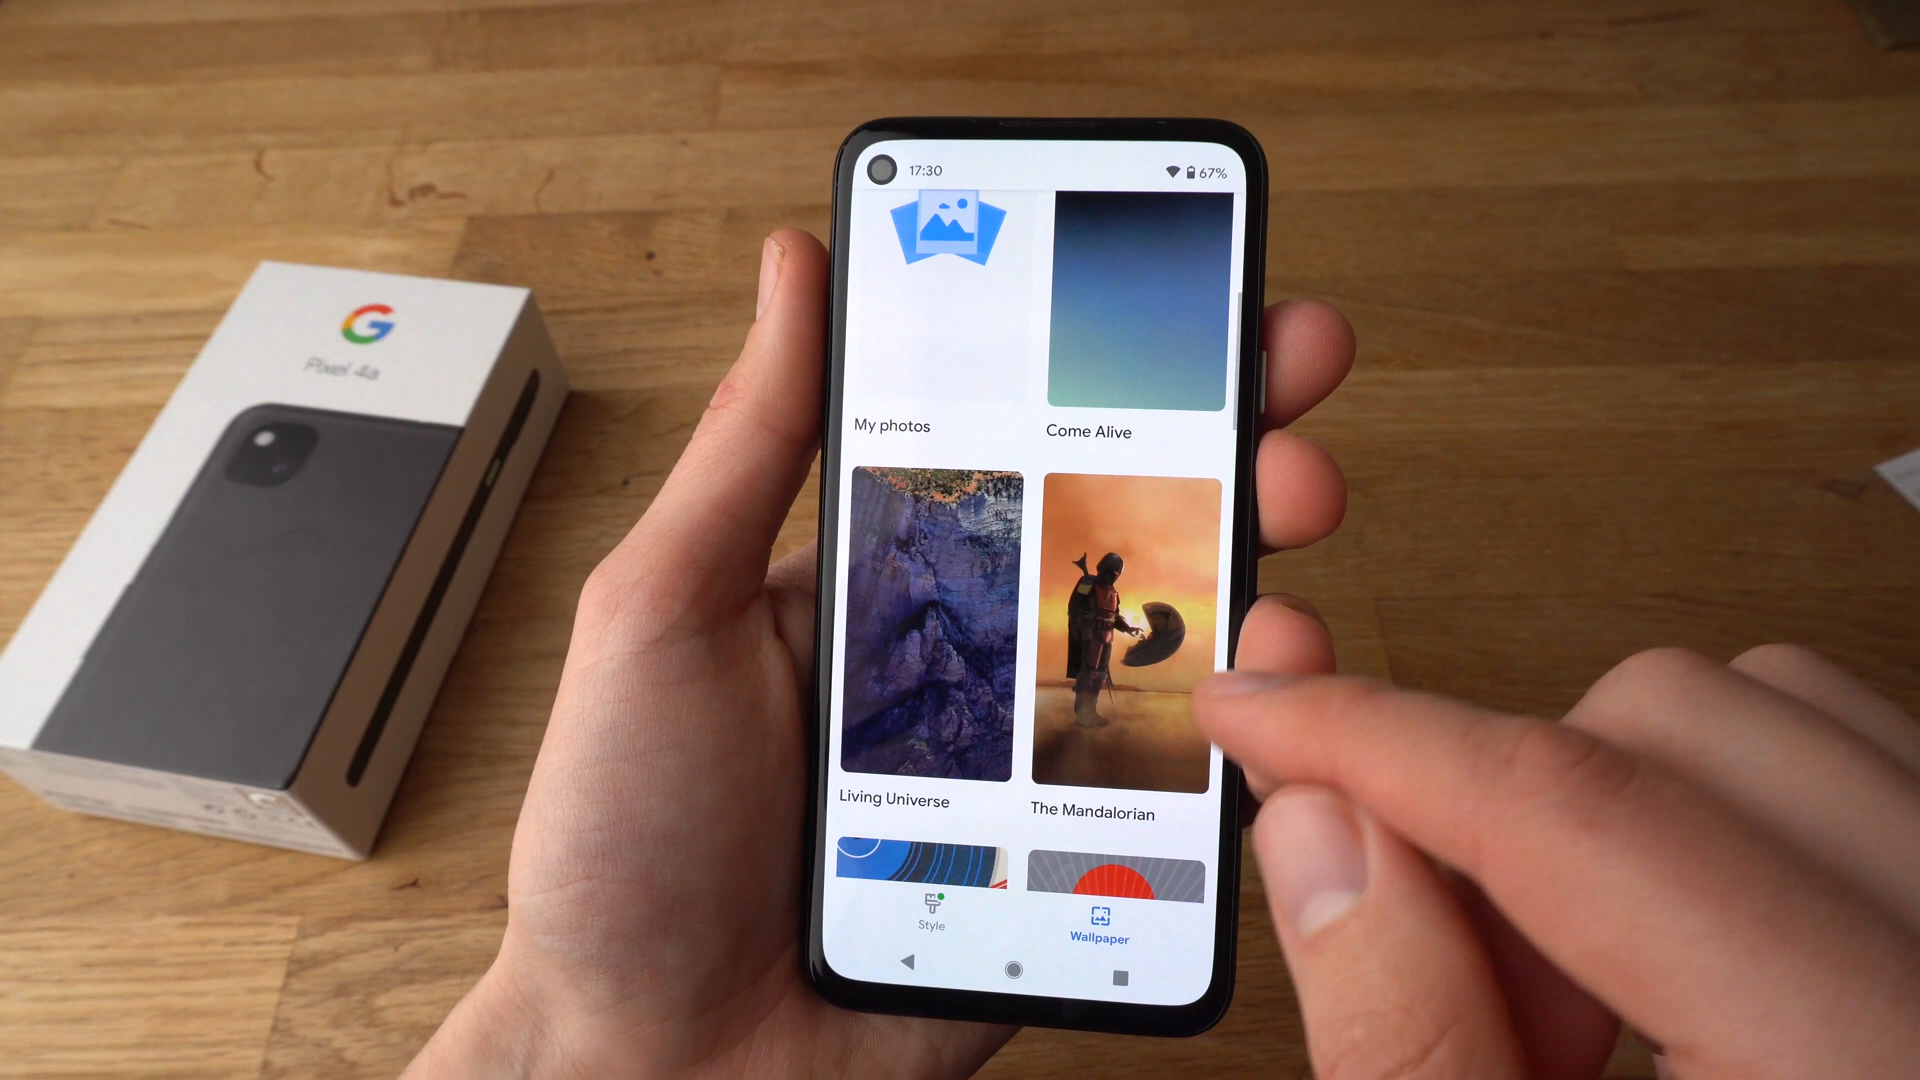 G
Pixel 4a
17:30
67%
My photos
Come Alive
Living Universe
The Mandalorian
Style
Wallpaper